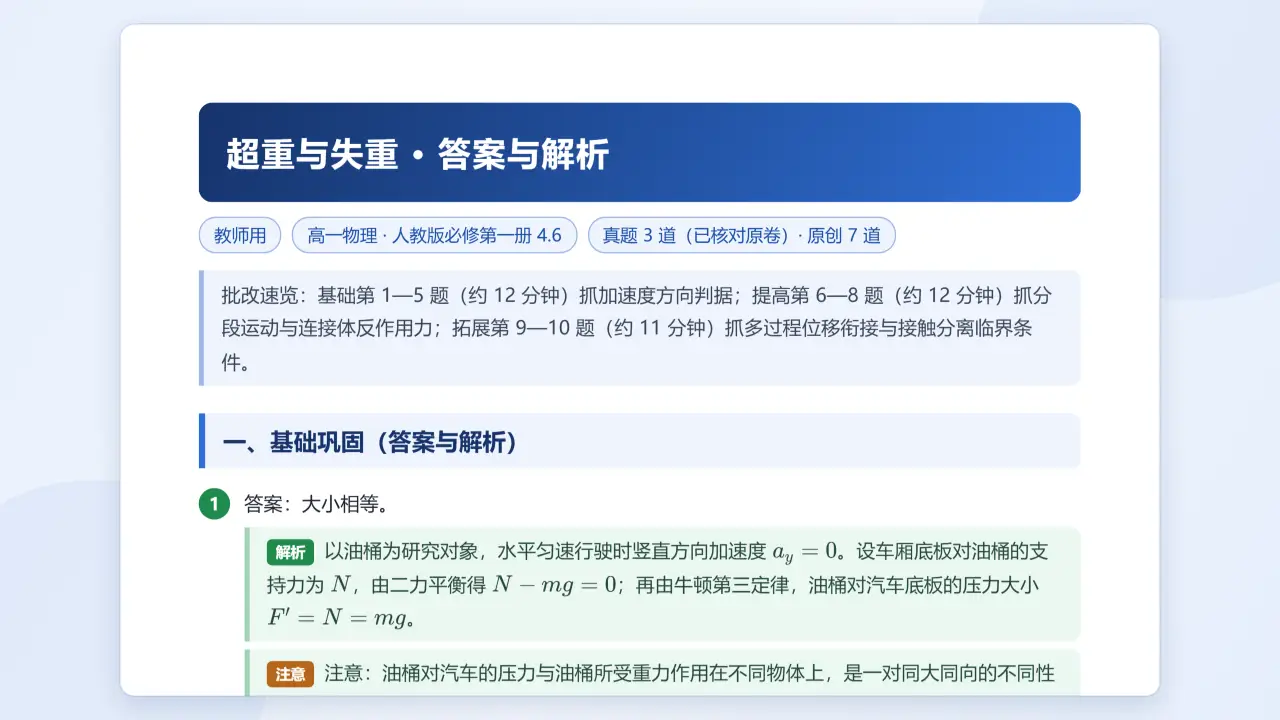 超重与失重 · 答案与解析
教师用
高一物理 · 人教版必修第一册 4.6
真题 3 道（已核对原卷）· 原创 7 道
批改速览：基础第 1—5 题（约 12 分钟）抓加速度方向判据；提高第 6—8 题（约 12 分钟）抓分
段运动与连接体反作用力；拓展第 9—10 题（约 11 分钟）抓多过程位移衔接与接触分离临界条
件。
一、基础巩固（答案与解析）
1 答案：大小相等。
解析 以油桶为研究对象，水平匀速行驶时竖直方向加速度 a_y = 0。设车厢底板对油桶的支
持力为 N，由二力平衡得 N − mg = 0；再由牛顿第三定律，油桶对汽车底板的压力大小
F′ = N = mg。
注意 注意：油桶对汽车的压力与油桶所受重力作用在不同物体上，是一对同大同向的不同性